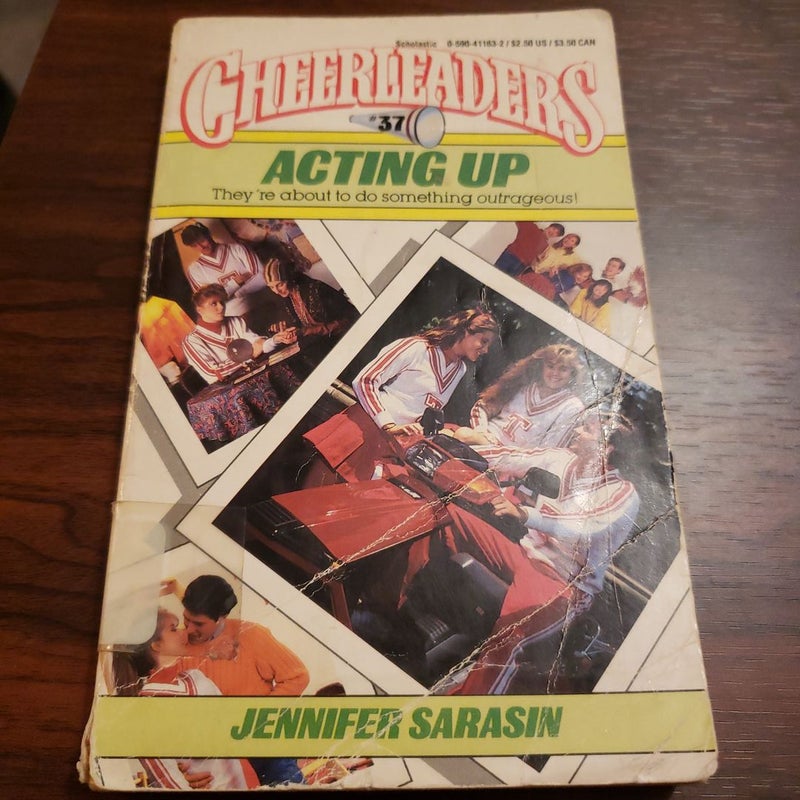 Scholastic 0-590-41163-2 / $2.50 US / $3.50 CAN
CHEERLEADERS
#37
ACTING UP
They're about to do something outrageous!
T
T
JENNIFER SARASIN